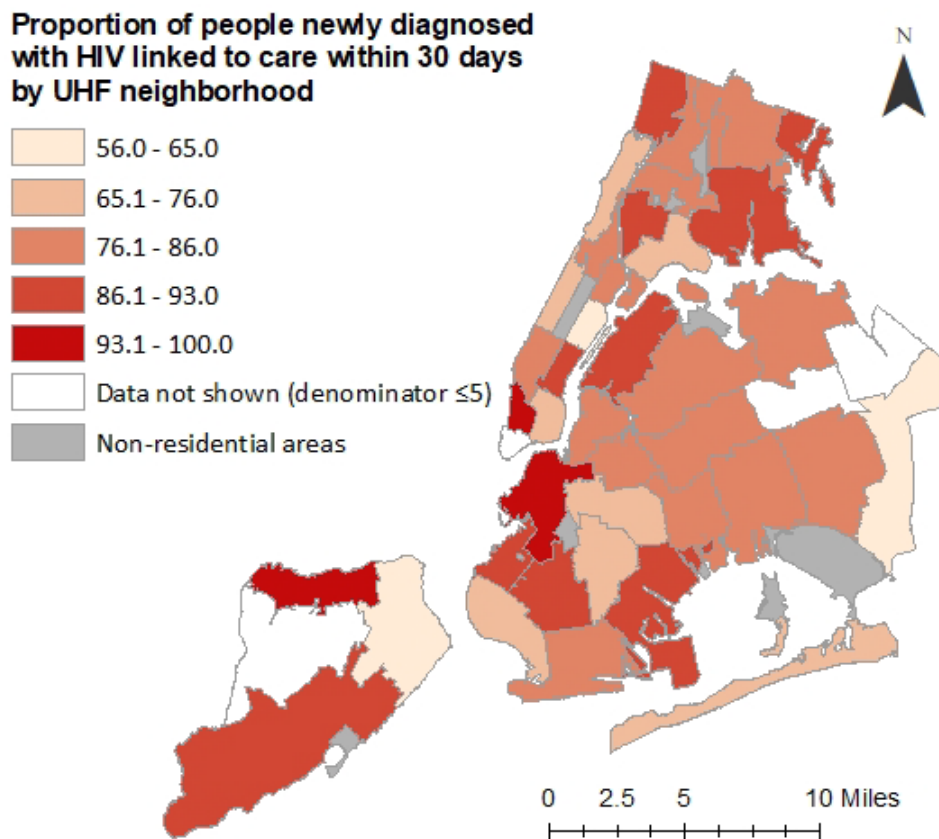 Proportion of people newly diagnosed
with HIV linked to care within 30 days
by UHF neighborhood
56.0 - 65.0
65.1 - 76.0
76.1 - 86.0
86.1 - 93.0
93.1 - 100.0
Data not shown (denominator ≤5)
Non-residential areas
N
0 2.5 5 10 Miles